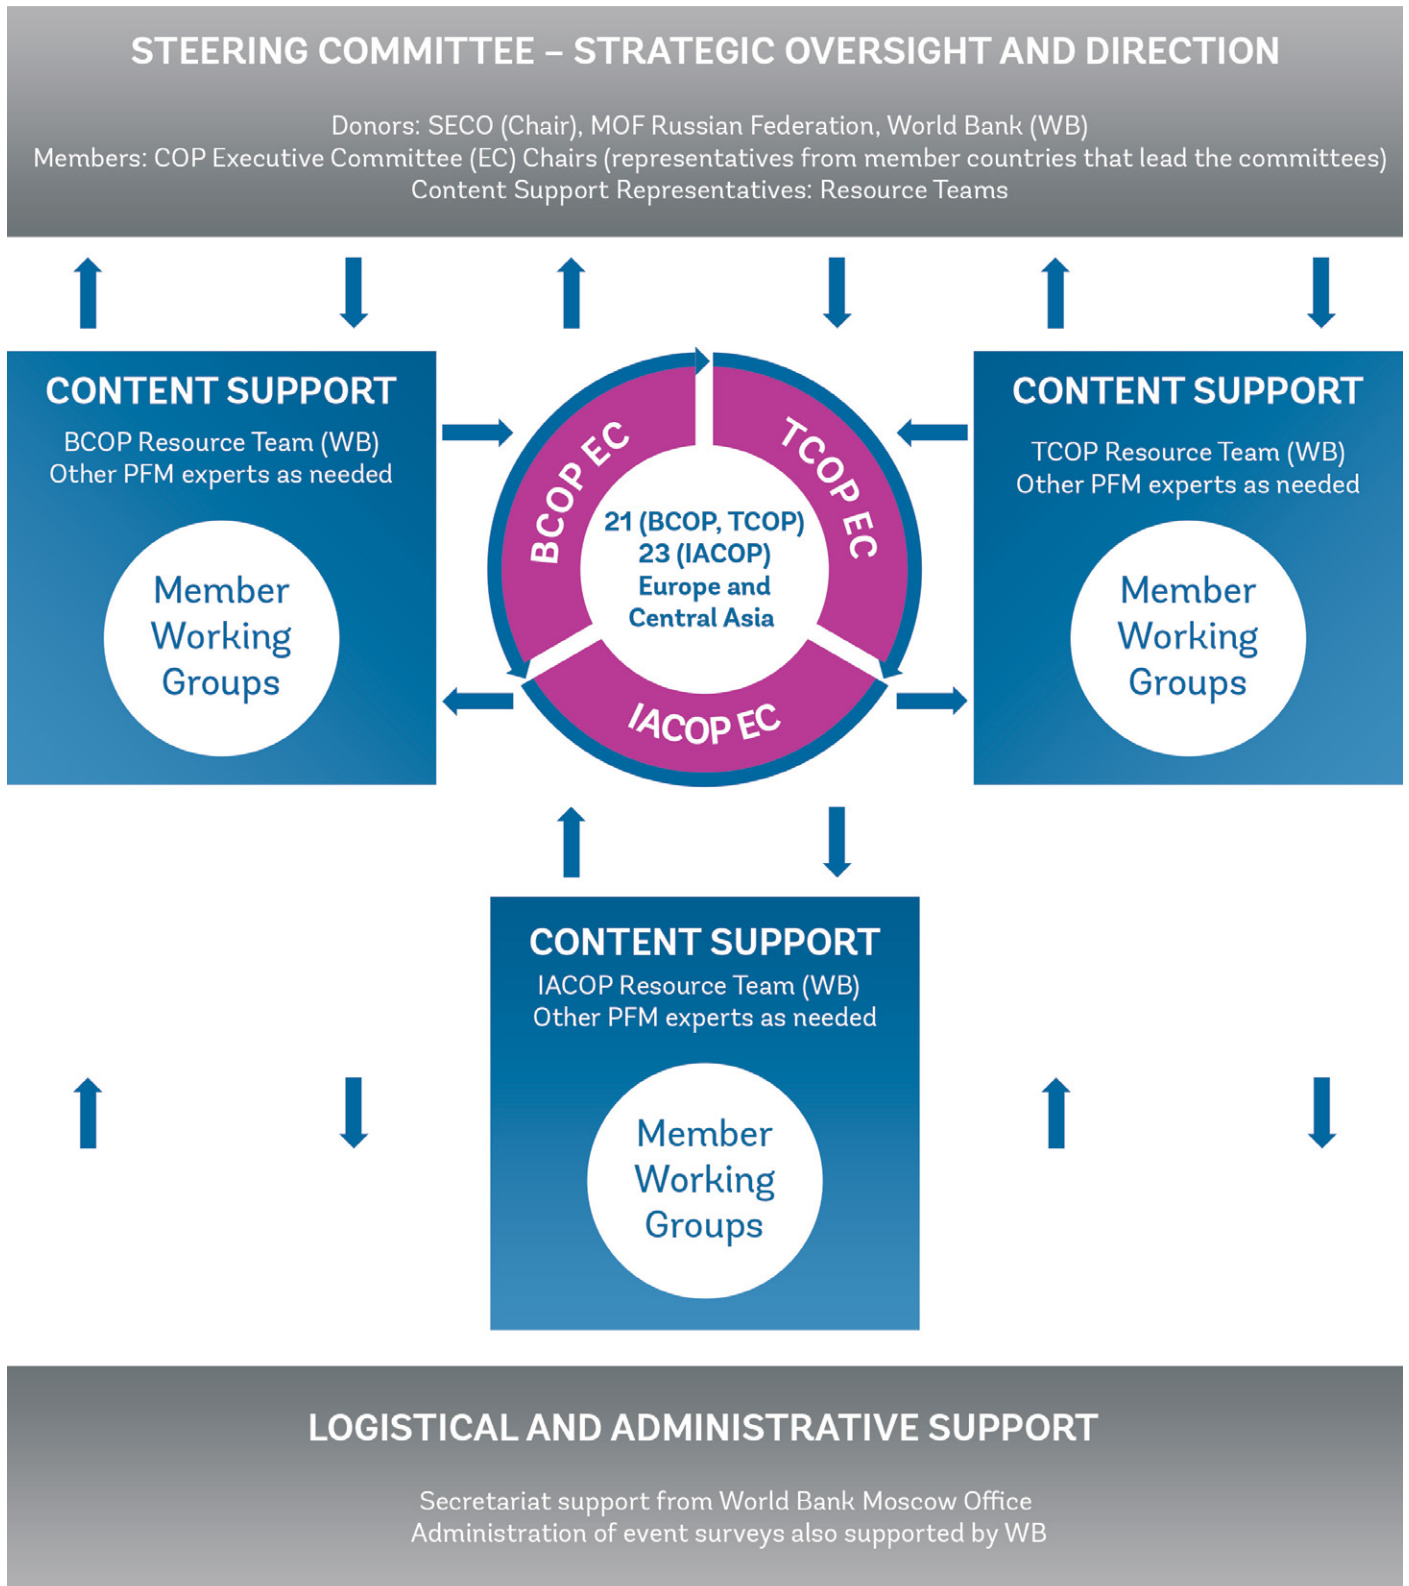 STEERING COMMITTEE – STRATEGIC OVERSIGHT AND DIRECTION
Donors: SECO (Chair), MOF Russian Federation, World Bank (WB)
Members: COP Executive Committee (EC) Chairs (representatives from member countries that lead the committees)
Content Support Representatives: Resource Teams
CONTENT SUPPORT
BCOP Resource Team (WB)
Other PFM experts as needed
Member
Working
Groups
BCOP EC
TCOP EC
IACOP EC
21 (BCOP, TCOP)
23 (IACOP)
Europe and
Central Asia
CONTENT SUPPORT
TCOP Resource Team (WB)
Other PFM experts as needed
Member
Working
Groups
CONTENT SUPPORT
IACOP Resource Team (WB)
Other PFM experts as needed
Member
Working
Groups
LOGISTICAL AND ADMINISTRATIVE SUPPORT
Secretariat support from World Bank Moscow Office
Administration of event surveys also supported by WB